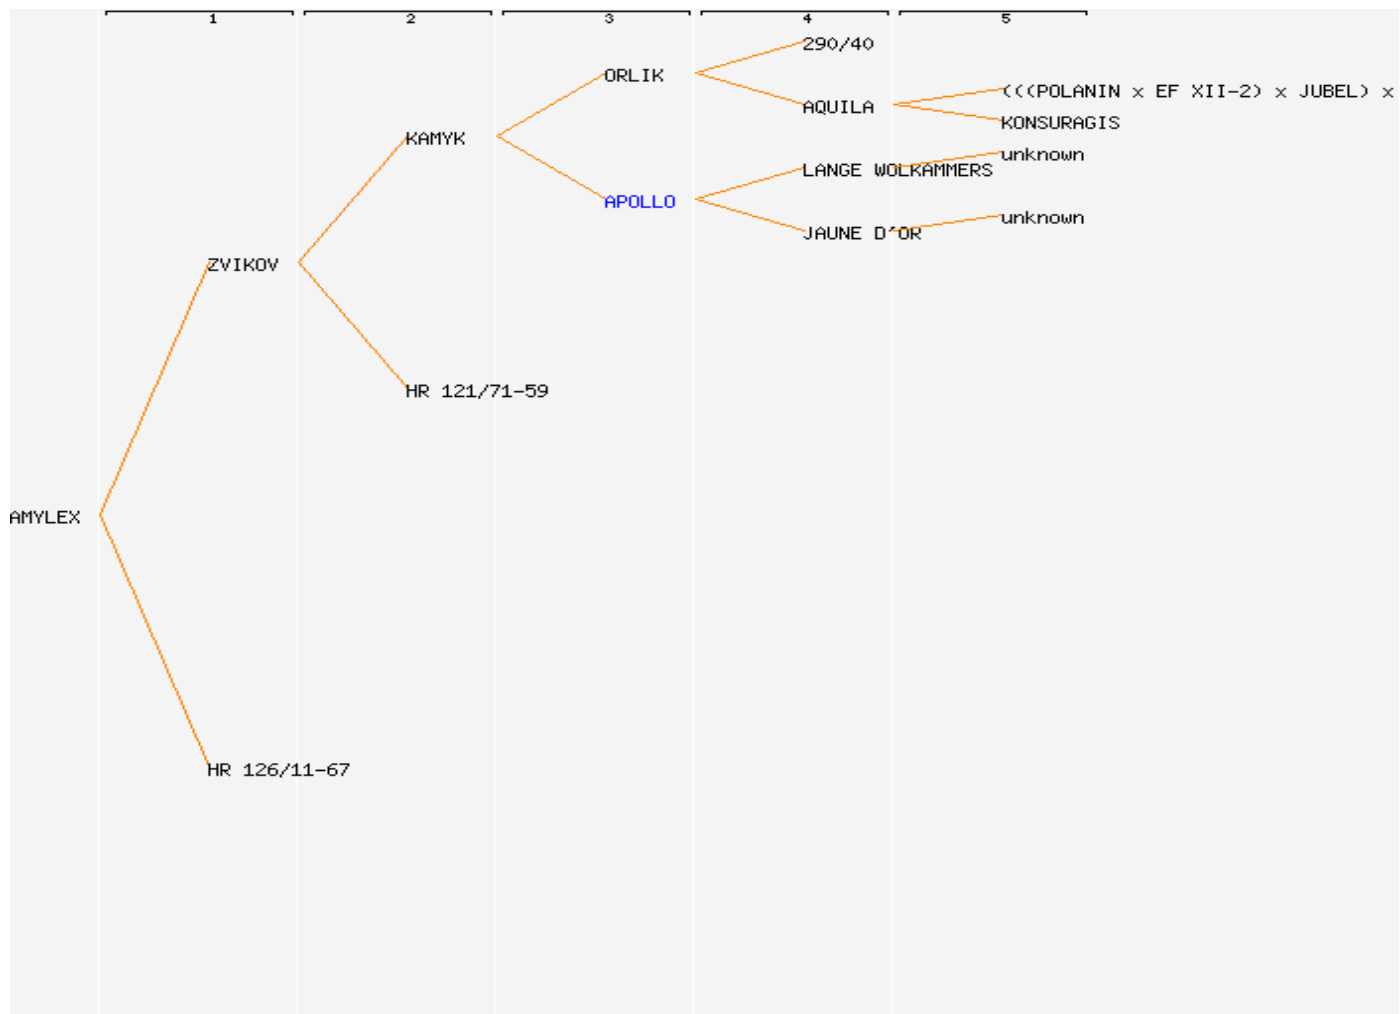 1 2 3 4 5
290/40
ORLIK
(((POLANIN x EF XII-2) x JUBEL) x
AQUILA
KONSURAGIS
KAMYK
unknown
LANGE WOLKAMMERS
APOLLO
unknown
JAUNE D'OR
ZVIKOV
HR 121/71-59
AMYLEX
HR 126/11-67